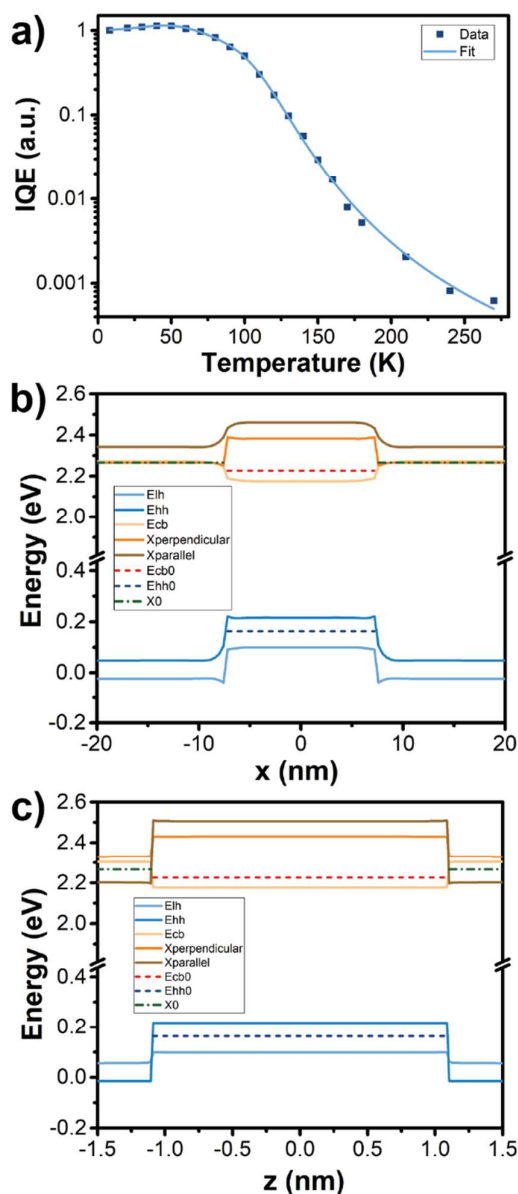 a)
Data
Fit
IQE (a.u.)
1
0.1
0.01
0.001
0 50 100 150 200 250
Temperature (K)
b)
Energy (eV)
2.6
2.4
2.2
2.0
0.4
0.2
0.0
-0.2
Elh
Ehh
Ecb
Xperpendicular
Xparallel
Ecb0
Ehh0
X0
-20 -10 0 10 20
x (nm)
c)
Energy (eV)
2.6
2.4
2.2
2.0
0.4
0.2
0.0
-0.2
Elh
Ehh
Ecb
Xperpendicular
Xparallel
Ecb0
Ehh0
X0
-1.5 -1.0 -0.5 0.0 0.5 1.0 1.5
z (nm)